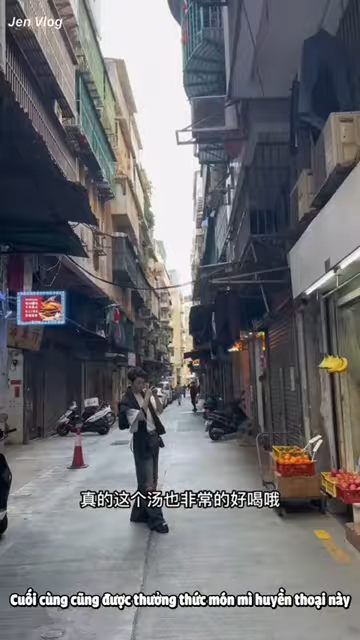 Jen Vlog
真的这个汤也非常的好喝哦
Cuối cùng cũng được thưởng thức món mì huyền thoại này